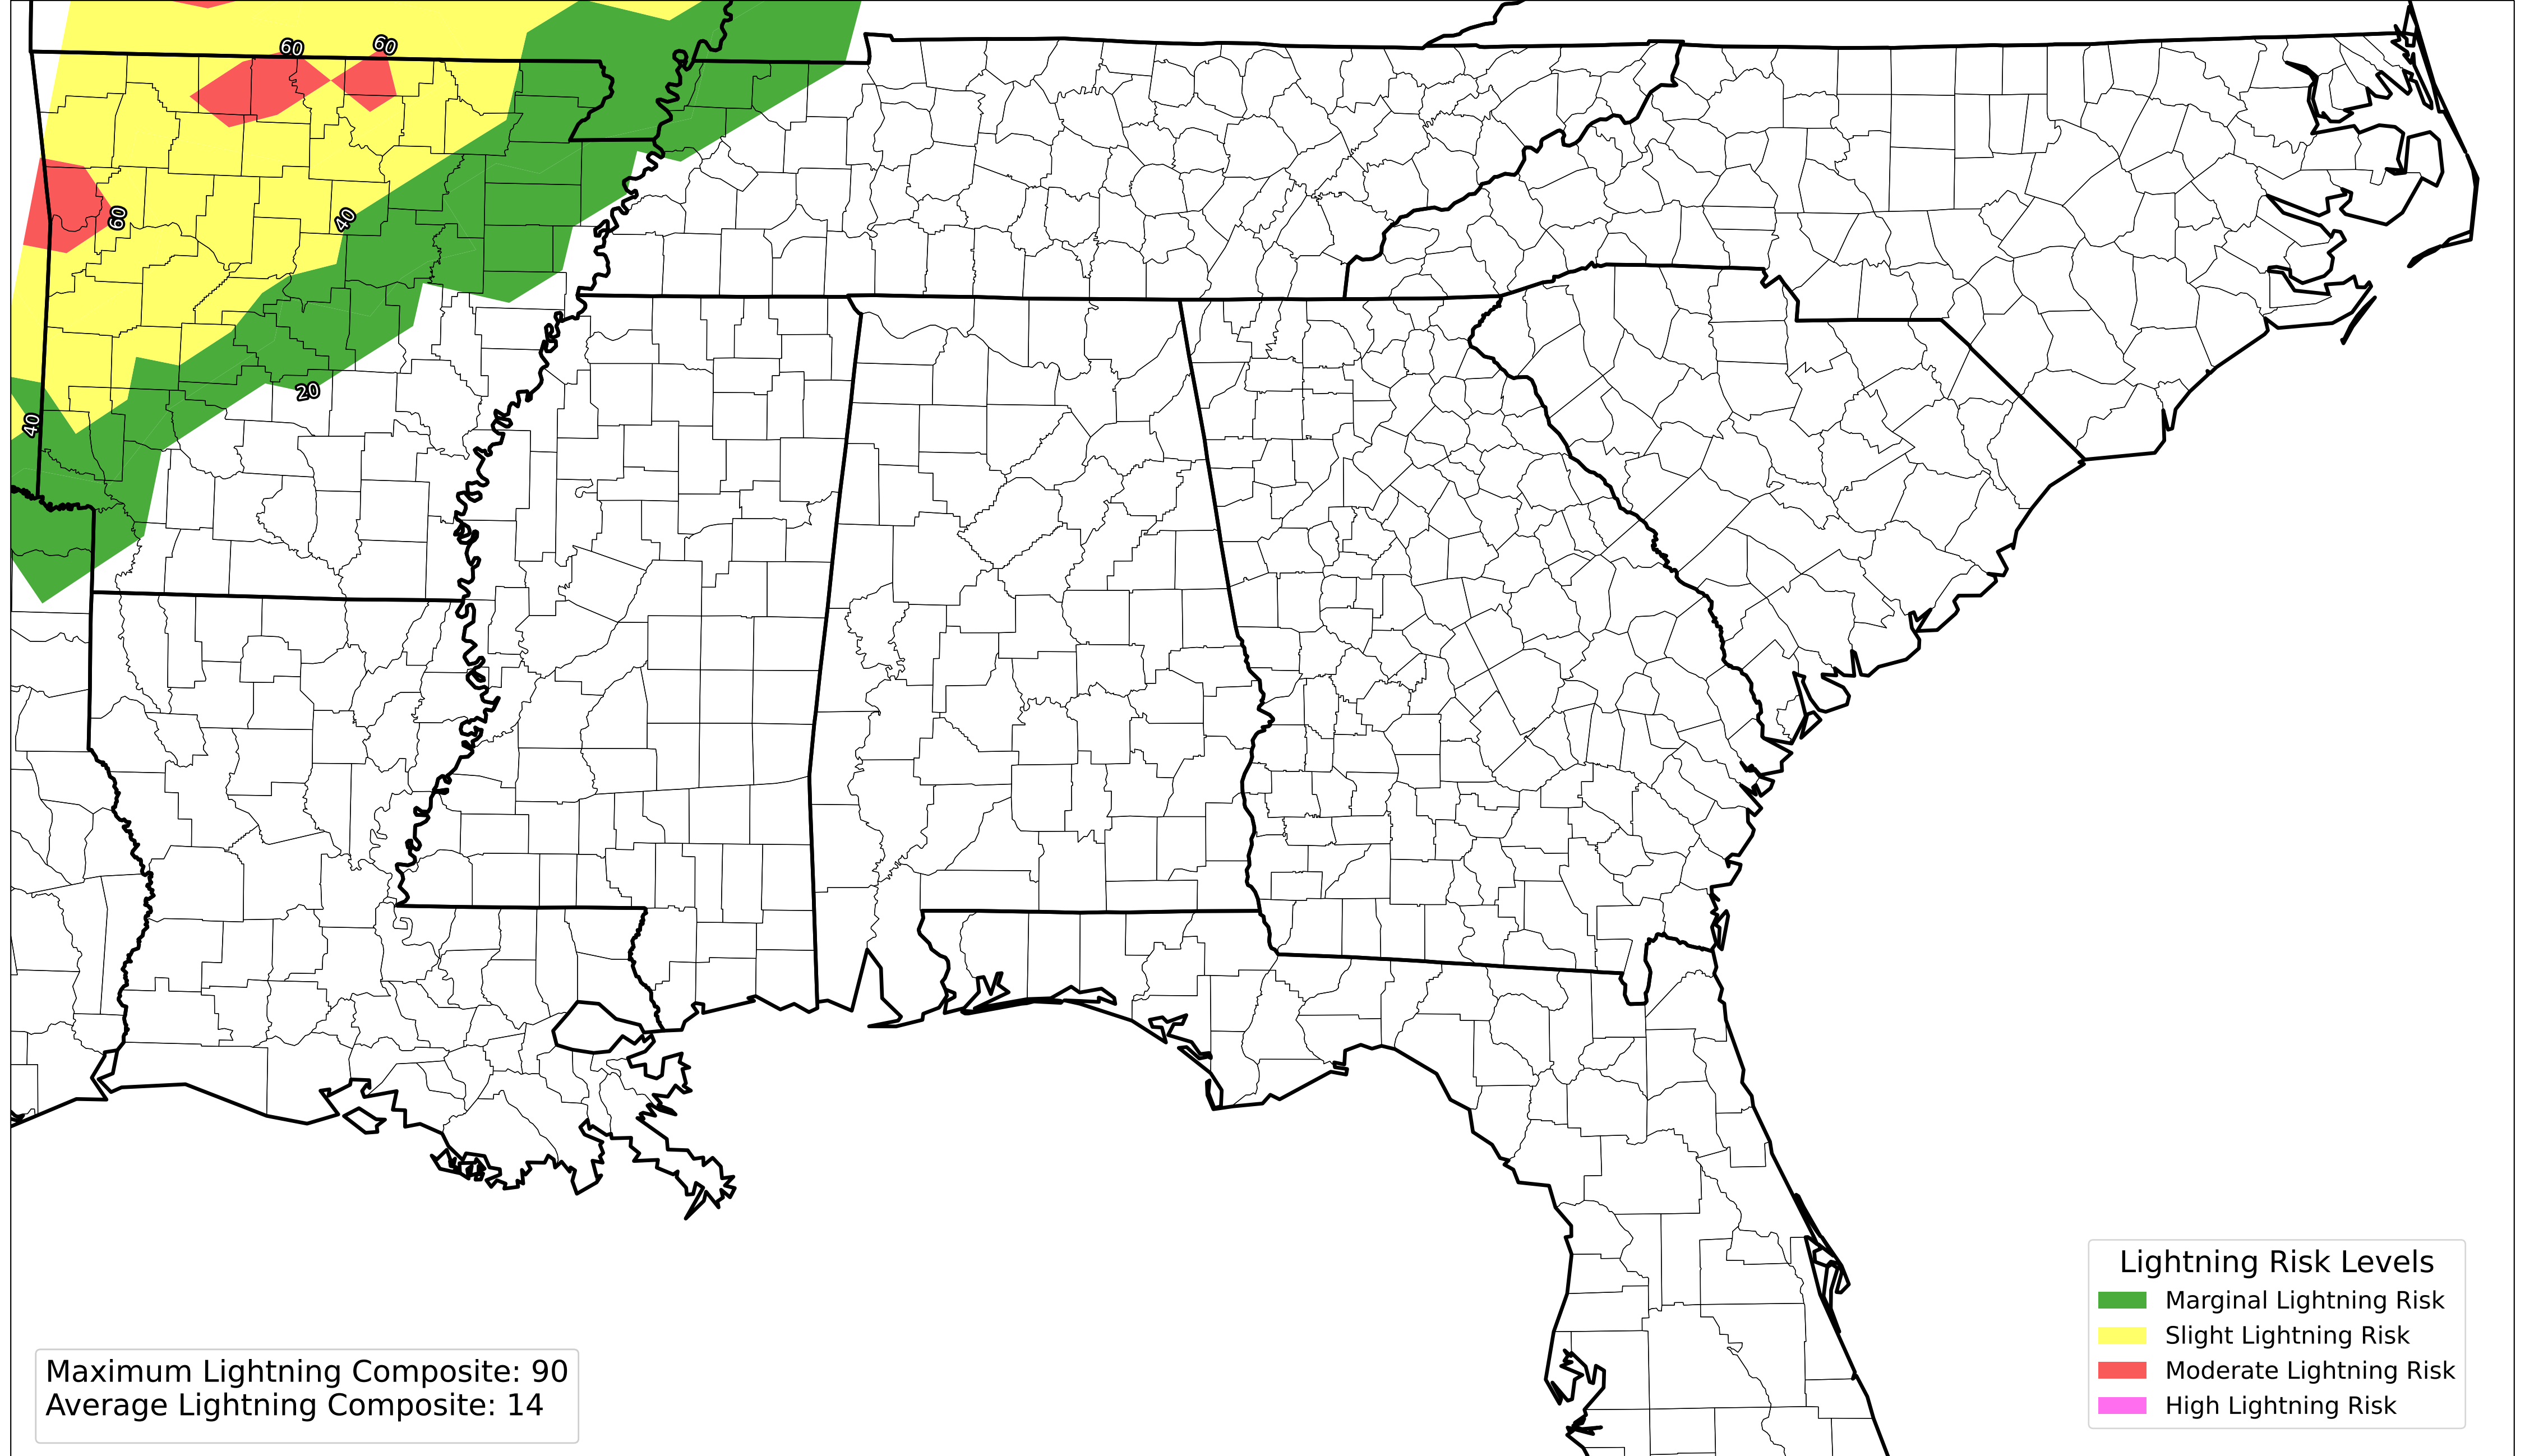 60
60
60
40
20
40
Lightning Risk Levels
Marginal Lightning Risk
Slight Lightning Risk
Moderate Lightning Risk
High Lightning Risk
Maximum Lightning Composite: 90
Average Lightning Composite: 14